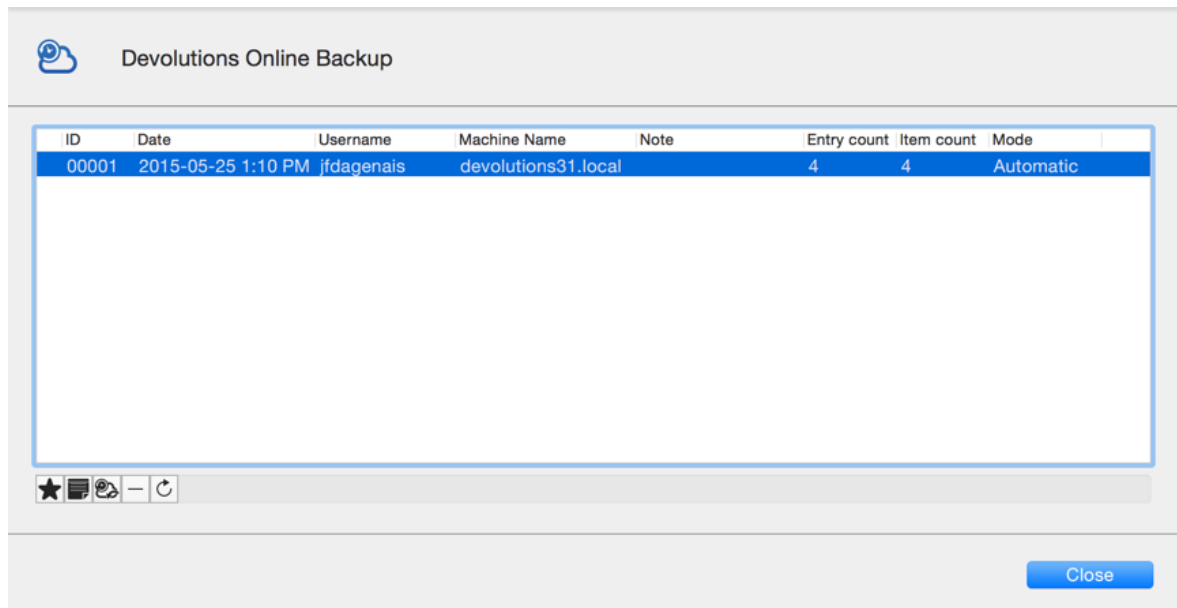 Devolutions Online Backup
ID Date Username Machine Name Note Entry count Item count Mode
00001 2015-05-25 1:10 PM jfdagenais devolutions31.local 4 4 Automatic
Close